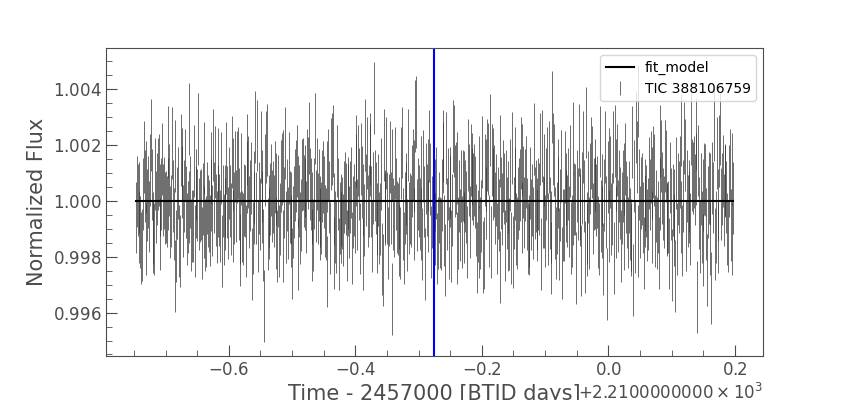 fit_model
TIC 388106759
1.004
1.002
1.000
0.998
0.996
Normalized Flux
−0.6
−0.4
−0.2
0.0
0.2
Time - 2457000 [BTJD days]
+2.2100000000 × 10³